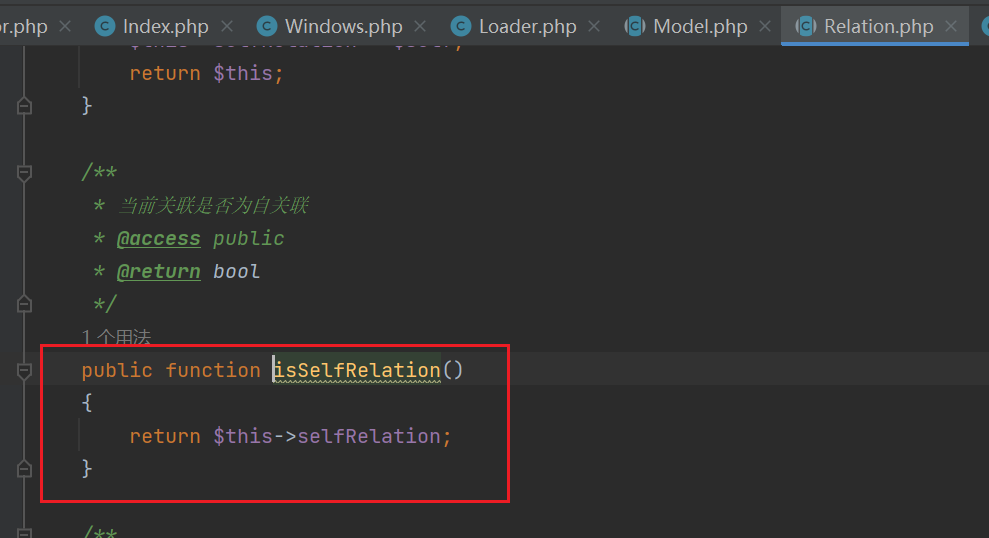 r.php Index.php Windows.php Loader.php Model.php Relation.php
return $this;
}
/**
* 当前关联是否为自关联
* @access public
* @return bool
*/
1 个用法
public function isSelfRelation()
{
return $this->selfRelation;
}
/**